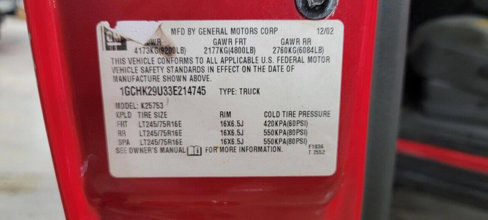 MFD BY GENERAL MOTORS CORP 12/02
GVWR GAWR FRT GAWR RR
4173KG(9200LB) 2177KG(4800LB) 2760KG(6084LB)
THIS VEHICLE CONFORMS TO ALL APPLICABLE U.S. FEDERAL MOTOR
VEHICLE SAFETY STANDARDS IN EFFECT ON THE DATE OF
MANUFACTURE SHOWN ABOVE.
1GCHK29U33E214745 TYPE: TRUCK
MODEL: K25753
XPLD TIRE SIZE RIM COLD TIRE PRESSURE
FRT LT245/75R16E 16X6.5J 420KPA(60PSI)
RR LT245/75R16E 16X6.5J 550KPA(80PSI)
SPA LT245/75R16E 16X6.5J 550KPA(80PSI)
SEE OWNER'S MANUAL FOR MORE INFORMATION.